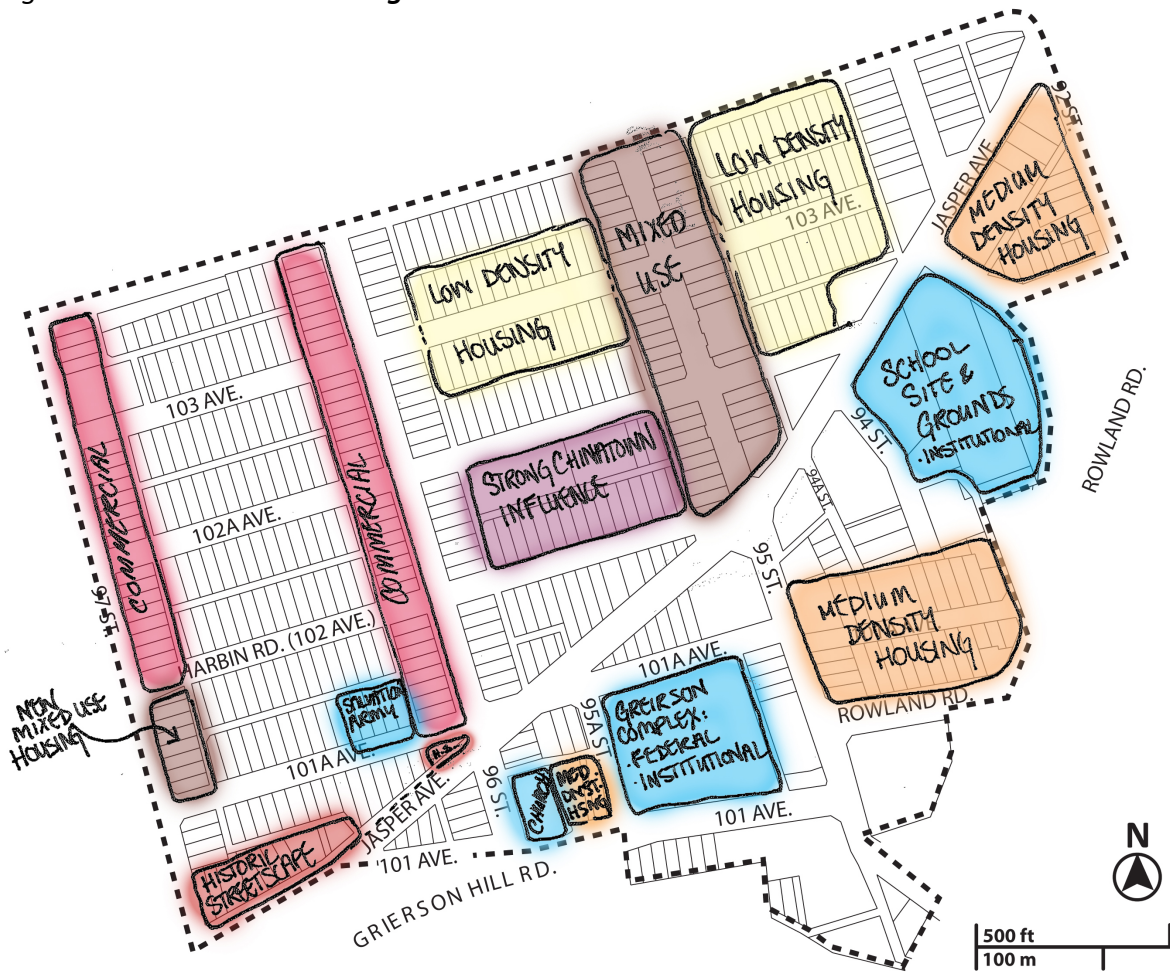 92 ST.
JASPER AVE
MEDIUM
DENSITY
HOUSING
LOW DENSITY
HOUSING
103 AVE.
MIXED
USE
LOW DENSITY
HOUSING
COMMERCIAL
103 AVE.
97 ST
COMMERCIAL
102A AVE.
STRONG CHINATOWN
INFLUENCE
SCHOOL
SITE &
GROUNDS
·INSTITUTIONAL
94 ST.
ROWLAND RD.
94A ST
95 ST.
MEDIUM
DENSITY
HOUSING
ROWLAND RD.
HARBIN RD. (102 AVE.)
NEW
MIXED USE
HOUSING
SALVATION
ARMY
101A AVE.
101A AVE.
GREIRSON
COMPLEX:
·FEDERAL
·INSTITUTIONAL
95A ST
96 ST.
CHURCH
MED
DNST.
HSNG
101 AVE.
JASPER AVE.
101 AVE.
HISTORIC
STREETSCAPE
GRIERSON HILL RD.
N
500 ft
100 m